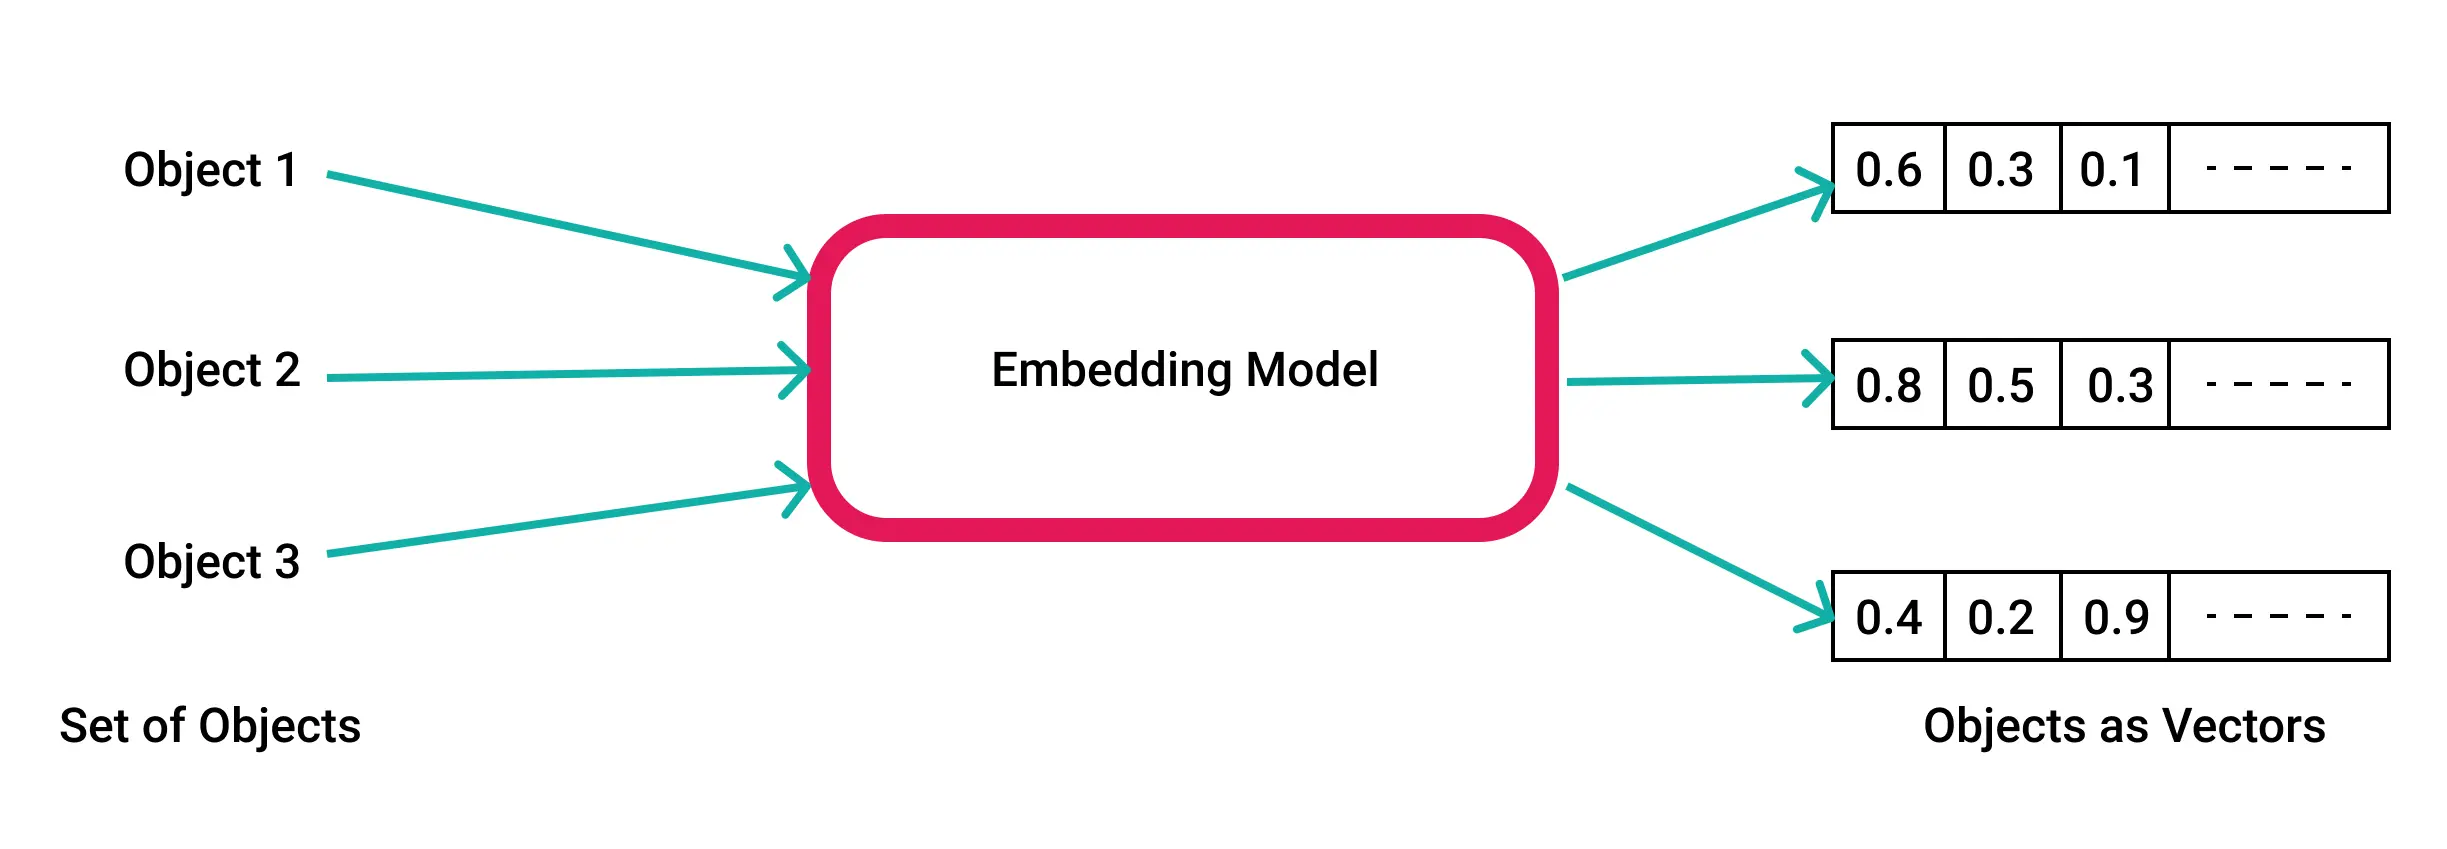 Object 1
0.6 0.3 0.1 - - - - -
Object 2
Embedding Model
0.8 0.5 0.3 - - - - -
Object 3
0.4 0.2 0.9 - - - - -
Set of Objects
Objects as Vectors